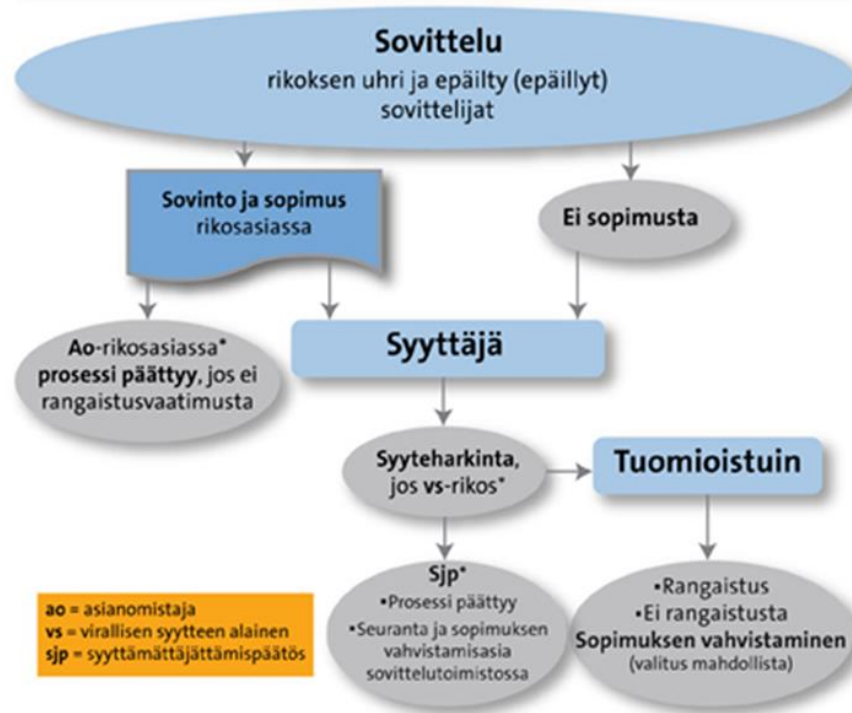 Sovittelu
rikoksen uhri ja epäilty (epäillyt)
sovittelijat
Sovinto ja sopimus
rikosasiassa
Ei sopimusta
Ao-rikosasiassa*
prosessi päättyy, jos ei
rangaistusvaatimusta
Syyttäjä
Syyteharkinta,
jos vs-rikos*
Tuomioistuin
Sjp*
•Prosessi päättyy
•Seuranta ja sopimuksen
vahvistamisasia
sovittelutoimistossa
•Rangaistus
•Ei rangaistusta
Sopimuksen vahvistaminen
(valitus mahdollista)
ao = asianomistaja
vs = virallisen syytteen alainen
sjp = syyttämättäjättämispäätös